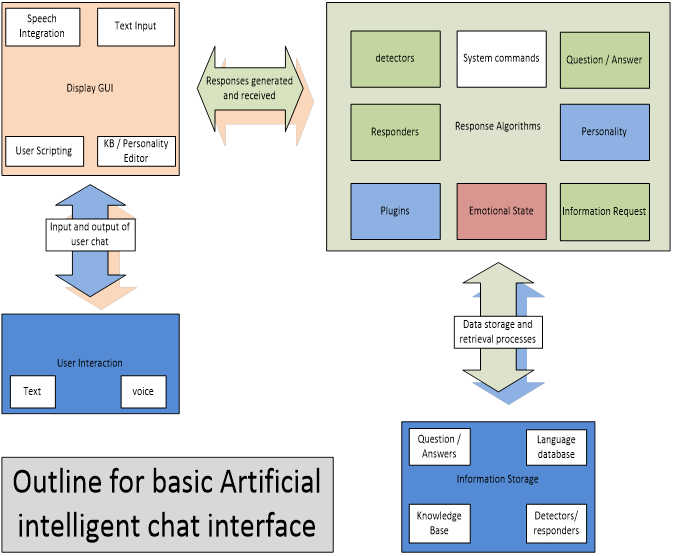 Speech
Integration
Text Input
Display GUI
User Scripting
KB / Personality
Editor
Responses generated
and received
detectors
System commands
Question / Answer
Responders
Response Algorithms
Personality
Plugins
Emotional State
Information Request
Input and output of
user chat
Data storage and
retrieval processes
User Interaction
Text
voice
Question /
Answers
Language
database
Information Storage
Knowledge
Base
Detectors/
responders
Outline for basic Artificial
intelligent chat interface